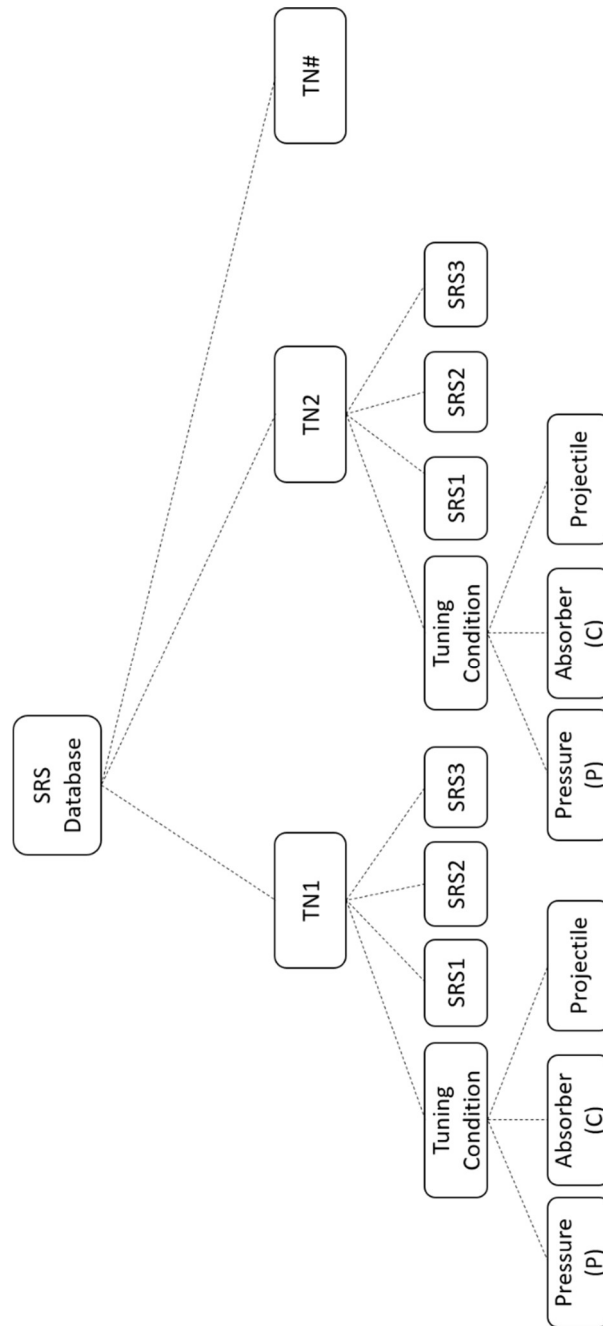 SRS
Database
TN1
TN2
TN#
Tuning
Condition
SRS1
SRS2
SRS3
Tuning
Condition
SRS1
SRS2
SRS3
Pressure
(P)
Absorber
(C)
Projectile
Pressure
(P)
Absorber
(C)
Projectile